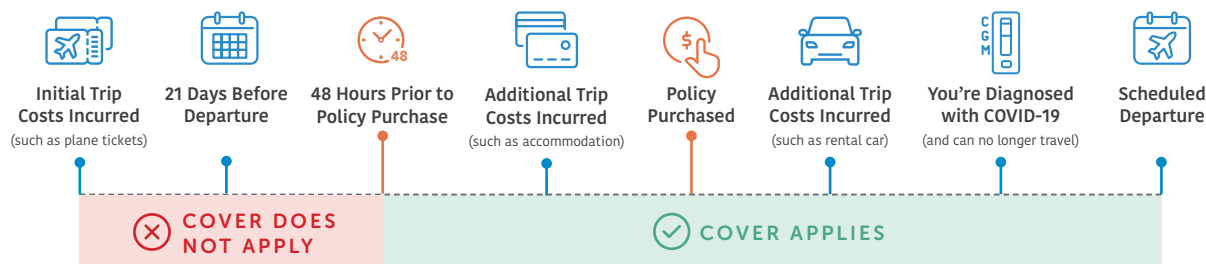 48
$
C
G
M
Initial Trip
Costs Incurred
(such as plane tickets)
21 Days Before
Departure
48 Hours Prior to
Policy Purchase
Additional Trip
Costs Incurred
(such as accommodation)
Policy
Purchased
Additional Trip
Costs Incurred
(such as rental car)
You're Diagnosed
with COVID-19
(and can no longer travel)
Scheduled
Departure
COVER DOES
NOT APPLY
COVER APPLIES